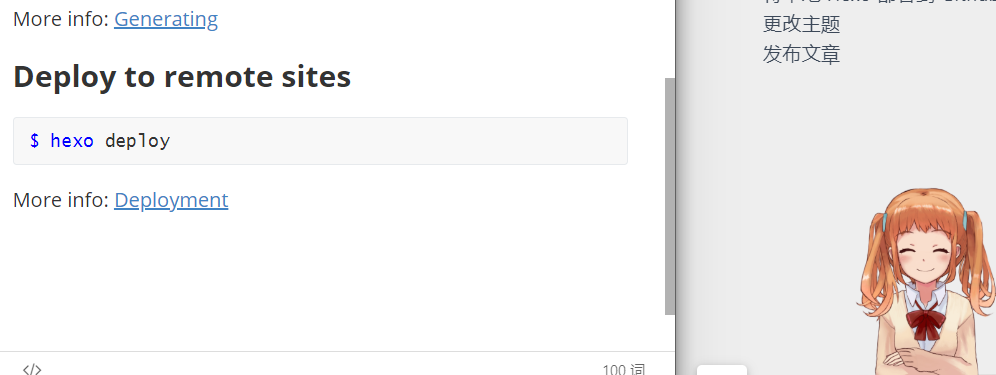 More info: Generating
Deploy to remote sites
$ hexo deploy
More info: Deployment
</> 100 词
更改主题
发布文章